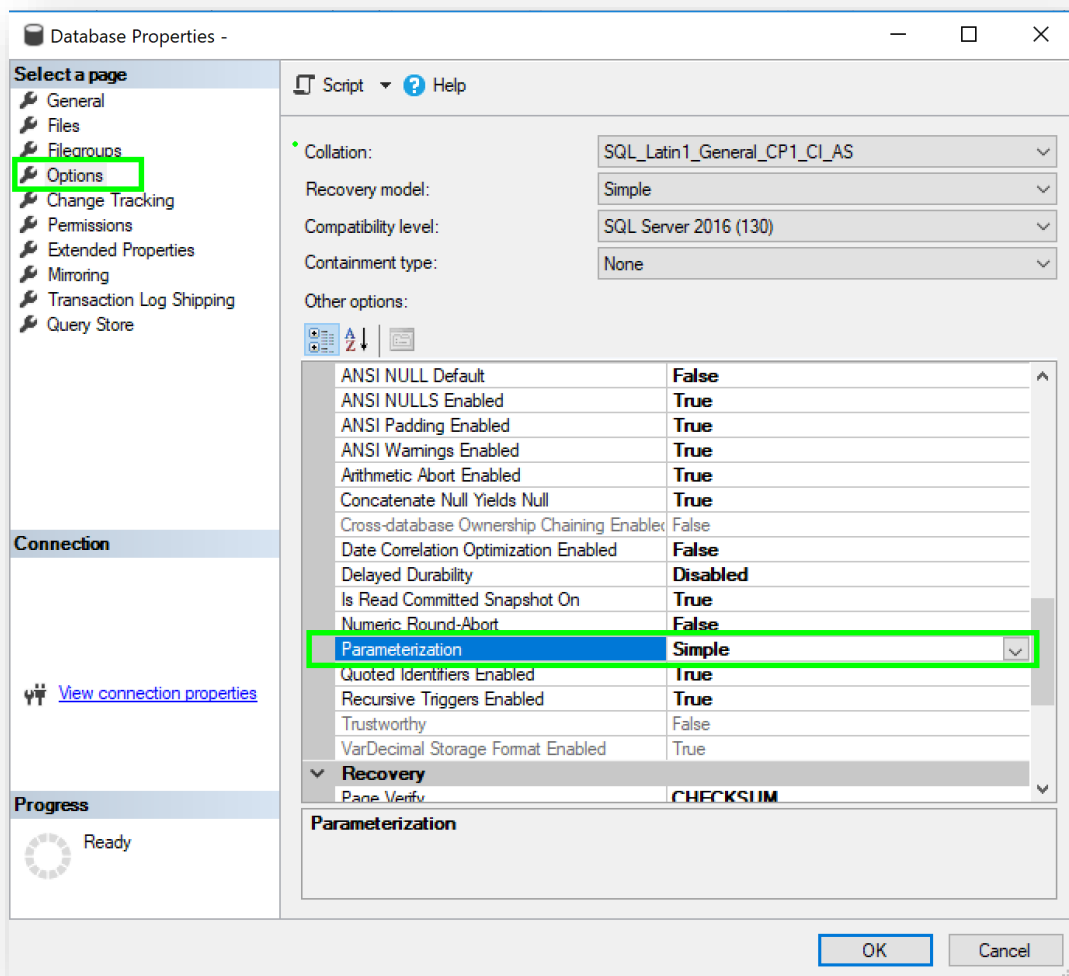 Database Properties -
Select a page
General
Files
Filegroups
Options
Change Tracking
Permissions
Extended Properties
Mirroring
Transaction Log Shipping
Query Store
Connection
View connection properties
Progress
Ready
Script Help
Collation: SQL_Latin1_General_CP1_CI_AS
Recovery model: Simple
Compatibility level: SQL Server 2016 (130)
Containment type: None
Other options:
ANSI NULL Default False
ANSI NULLS Enabled True
ANSI Padding Enabled True
ANSI Warnings Enabled True
Arithmetic Abort Enabled True
Concatenate Null Yields Null True
Cross-database Ownership Chaining Enabled False
Date Correlation Optimization Enabled False
Delayed Durability Disabled
Is Read Committed Snapshot On True
Numeric Round-Abort False
Parameterization Simple
Quoted Identifiers Enabled True
Recursive Triggers Enabled True
Trustworthy False
VarDecimal Storage Format Enabled True
Recovery
Page Verify CHECKSUM
Parameterization
OK Cancel